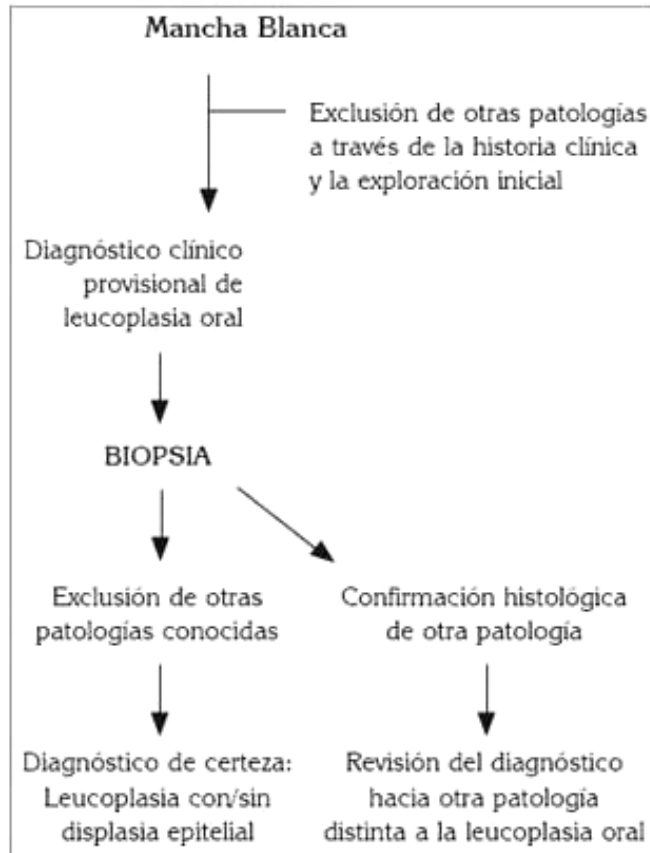 Mancha Blanca
Exclusión de otras patologías
a través de la historia clínica
y la exploración inicial
Diagnóstico clínico
provisional de
leucoplasia oral
BIOPSIA
Exclusión de otras
patologías conocidas
Confirmación histológica
de otra patología
Diagnóstico de certeza:
Leucoplasia con/sin
displasia epitelial
Revisión del diagnóstico
hacia otra patología
distinta a la leucoplasia oral